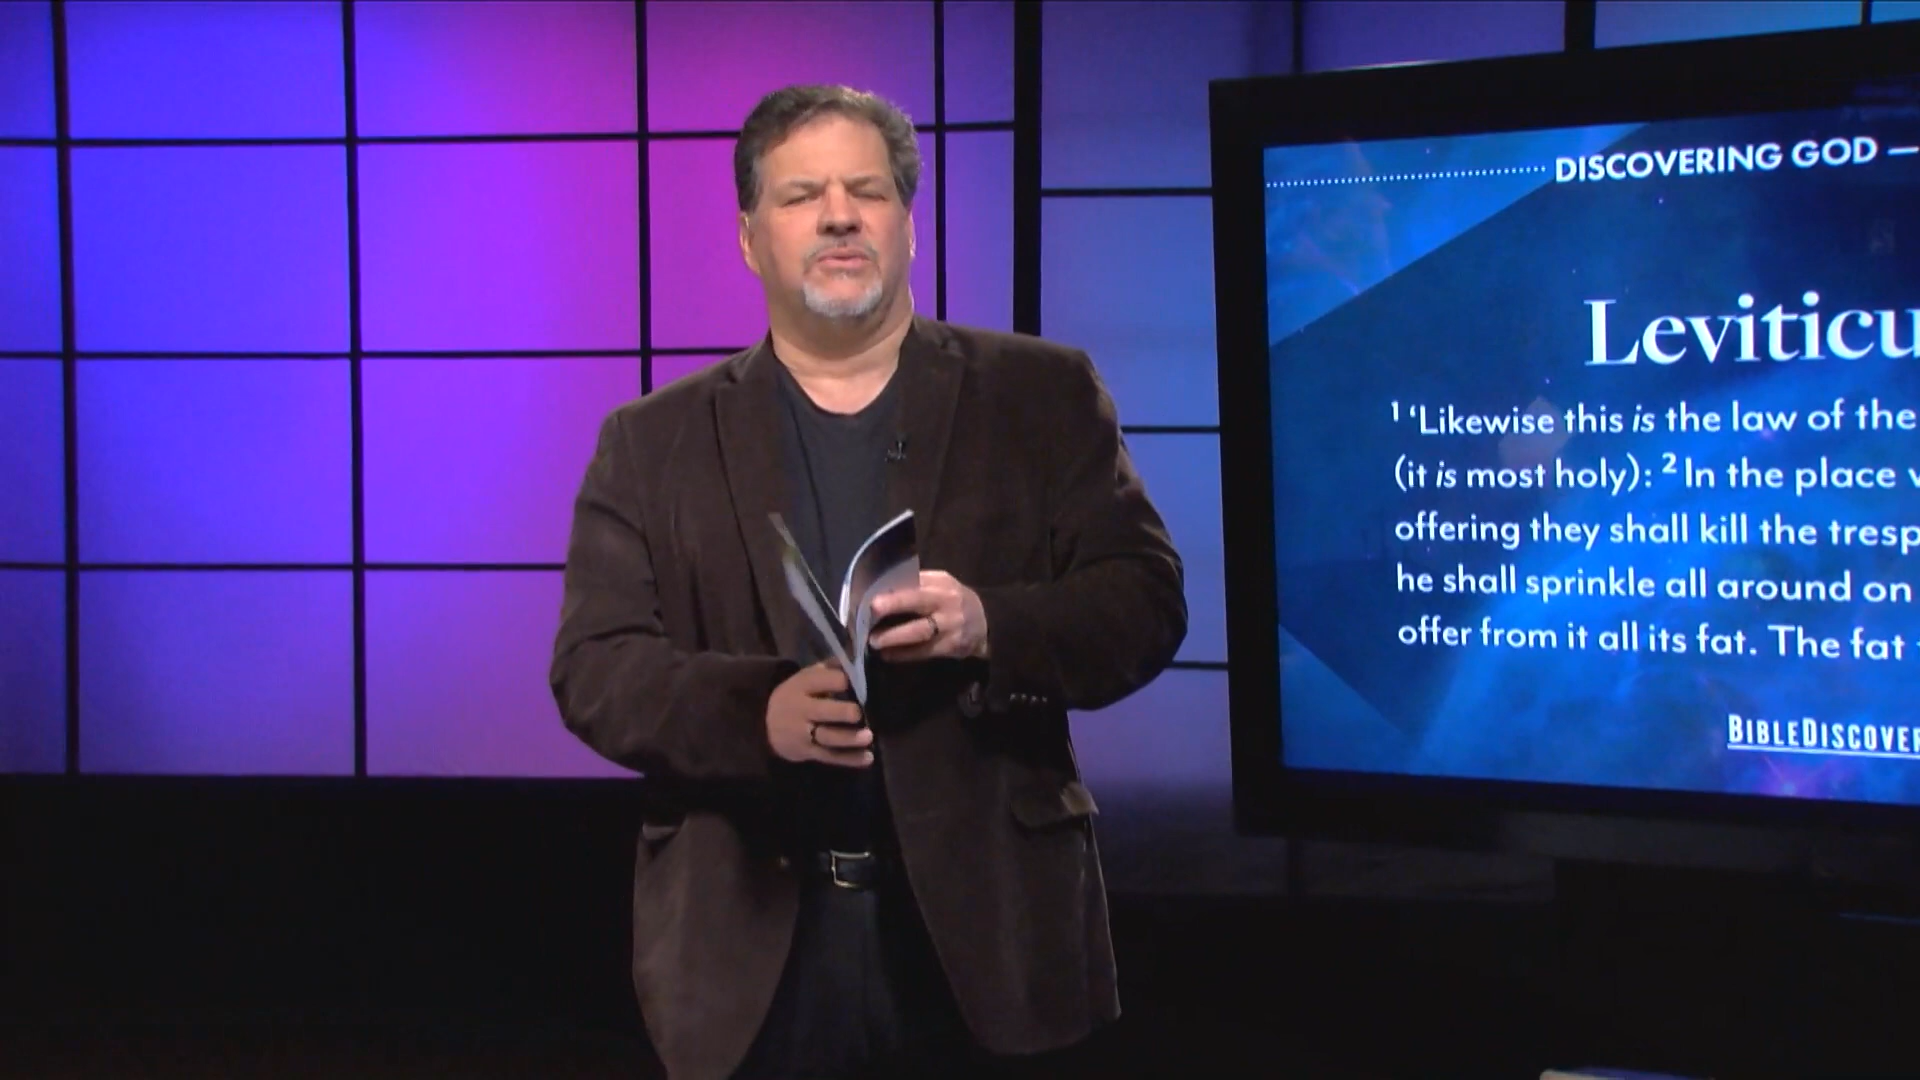 DISCOVERING GOD —
Leviticu
1 ‘Likewise this is the law of the
(it is most holy): 2 In the place
offering they shall kill the tresp
he shall sprinkle all around on
offer from it all its fat. The fat
BIBLEDISCOVER